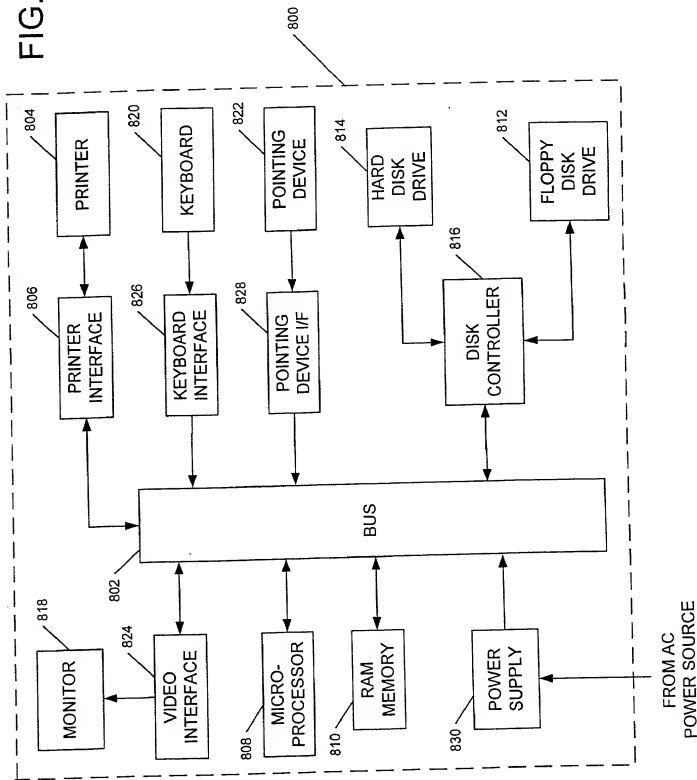 FIG.
800
804
PRINTER
820
KEYBOARD
822
POINTING
DEVICE
814
HARD
DISK
DRIVE
812
FLOPPY
DISK
DRIVE
806
PRINTER
INTERFACE
826
KEYBOARD
INTERFACE
828
POINTING
DEVICE I/F
816
DISK
CONTROLLER
802
BUS
818
MONITOR
824
VIDEO
INTERFACE
808
MICRO-
PROCESSOR
810
RAM
MEMORY
830
POWER
SUPPLY
FROM AC
POWER SOURCE